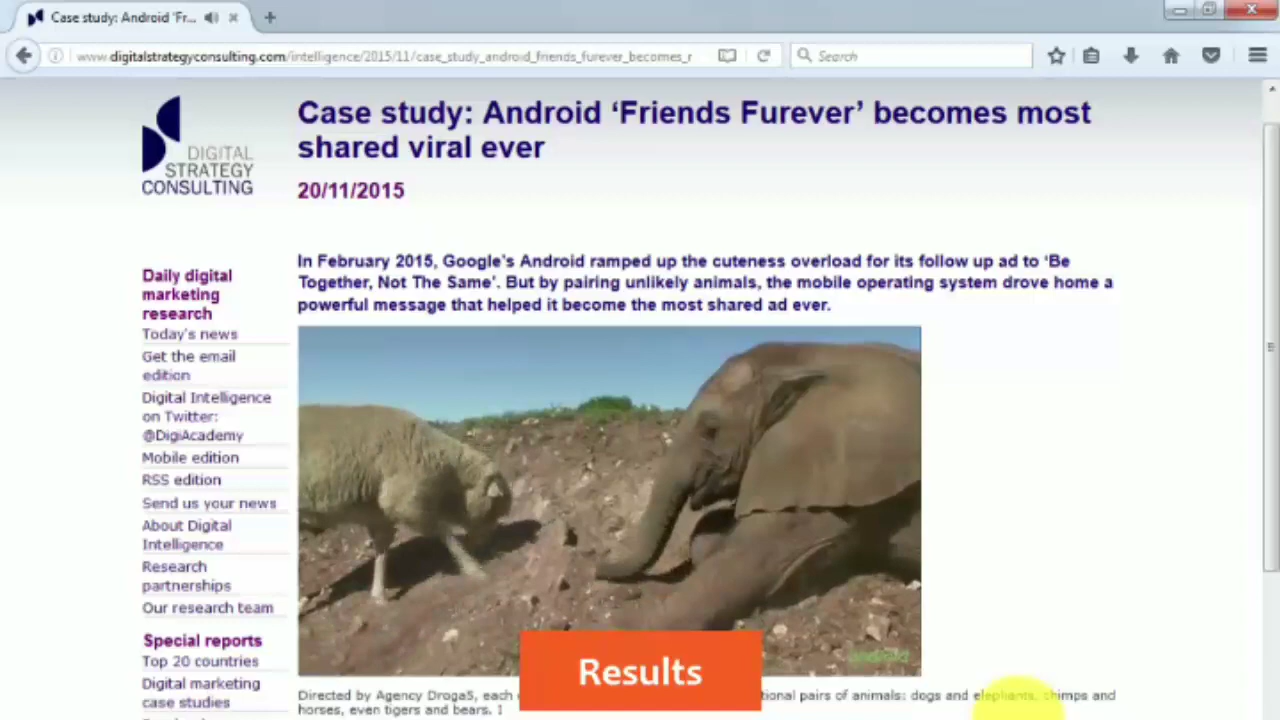 Case study: Android 'Fr...
www.digitalstrategyconsulting.com/intelligence/2015/11/case_study_android_friends_furever_becomes_r
Search
Case study: Android ‘Friends Furever’ becomes most
shared viral ever
20/11/2015
DIGITAL
STRATEGY
CONSULTING
In February 2015, Google's Android ramped up the cuteness overload for its follow up ad to ‘Be
Together, Not The Same’. But by pairing unlikely animals, the mobile operating system drove home a
powerful message that helped it become the most shared ad ever.
Daily digital
marketing
research
Today's news
Get the email
edition
Digital Intelligence
on Twitter:
@DigiAcademy
Mobile edition
RSS edition
Send us your news
About Digital
Intelligence
Research
partnerships
Our research team
Special reports
Top 20 countries
Digital marketing
case studies
android
Results
Directed by Agency Droga5, each tional pairs of animals: dogs and elephants, chimps and
horses, even tigers and bears.